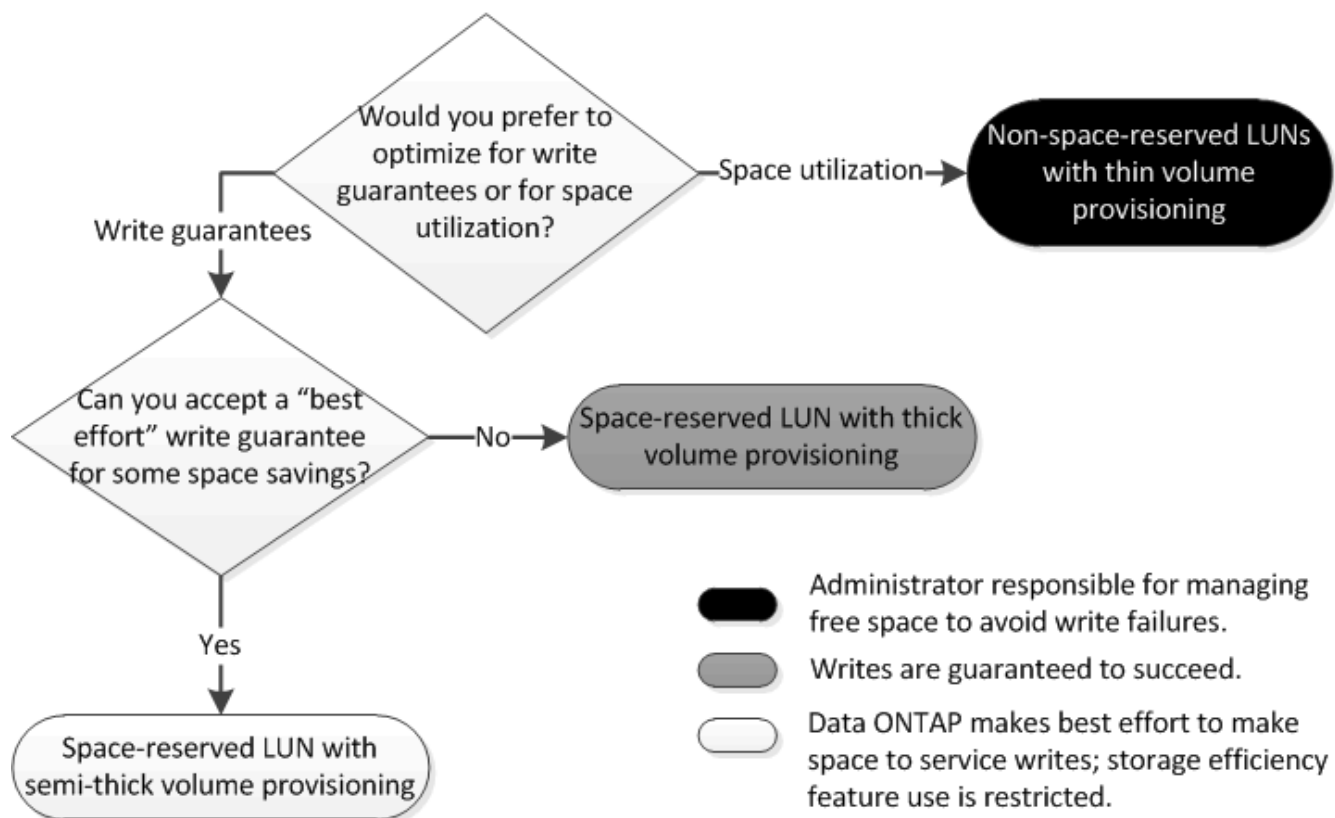 Would you prefer to
optimize for write
guarantees or for space
utilization?
Space utilization
Non-space-reserved LUNs
with thin volume
provisioning
Write guarantees
Can you accept a “best
effort” write guarantee
for some space savings?
No
Space-reserved LUN with thick
volume provisioning
Yes
Space-reserved LUN with
semi-thick volume provisioning
Administrator responsible for managing
free space to avoid write failures.
Writes are guaranteed to succeed.
Data ONTAP makes best effort to make
space to service writes; storage efficiency
feature use is restricted.